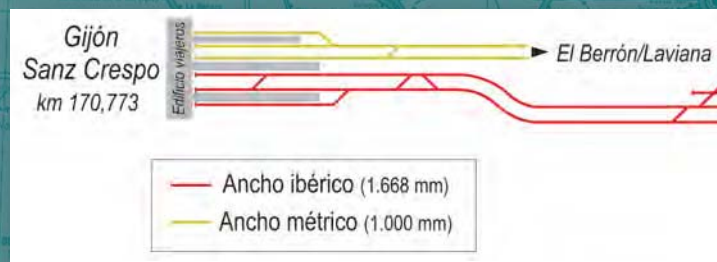 Gijón
Sanz Crespo
km 170,773
Edificio viajeros
El Berrón/Laviana
Ancho ibérico (1.668 mm)
Ancho métrico (1.000 mm)